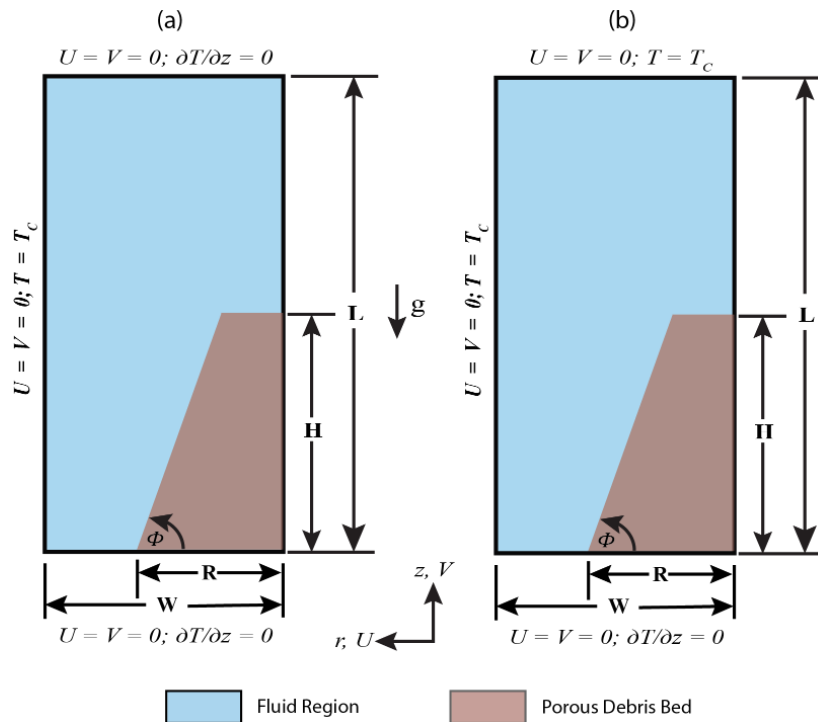 (a)
U = V = 0; ∂T/∂z = 0
U = V = 0; T = T_C
L
g
H
Φ
R
W
U = V = 0; ∂T/∂z = 0
z, V
r, U
(b)
U = V = 0; T = T_C
U = V = 0; T = T_C
L
H
Φ
R
W
U = V = 0; ∂T/∂z = 0
Fluid Region
Porous Debris Bed